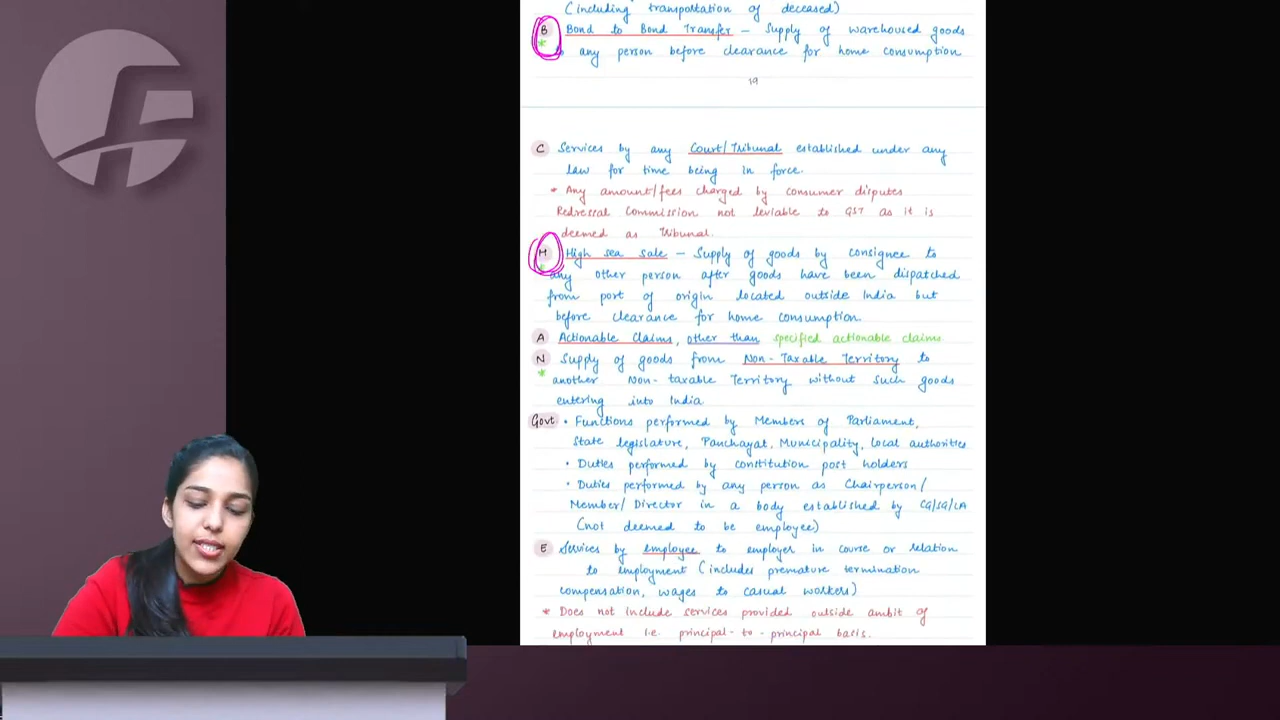 (including transportation of deceased)
B Bond to Bond Transfer – Supply of warehoused goods
* to any person before clearance for home consumption
19
C Services by any Court/Tribunal established under any
law for time being in force.
* Any amount/fees charged by consumer disputes
Redressal Commission not leviable to GST as it is
deemed as Tribunal.
H High sea sale – Supply of goods by consignee to
* any other person after goods have been dispatched
from port of origin located outside India but
before clearance for home consumption.
A Actionable Claims, other than specified actionable claims
N Supply of goods from Non-Taxable Territory to
* another Non-taxable Territory without such goods
entering into India
Govt • Functions performed by Members of Parliament,
State legislature, Panchayat, Municipality, Local authorities
• Duties performed by constitution post holders
• Duties performed by any person as Chairperson/
Member/Director in a body established by CG/SG/LA
(not deemed to be employee)
E Services by employee to employer in course or relation
to employment (includes premature termination
compensation, wages to casual workers)
* Does not include services provided outside ambit of
employment i.e. principal-to-principal basis.